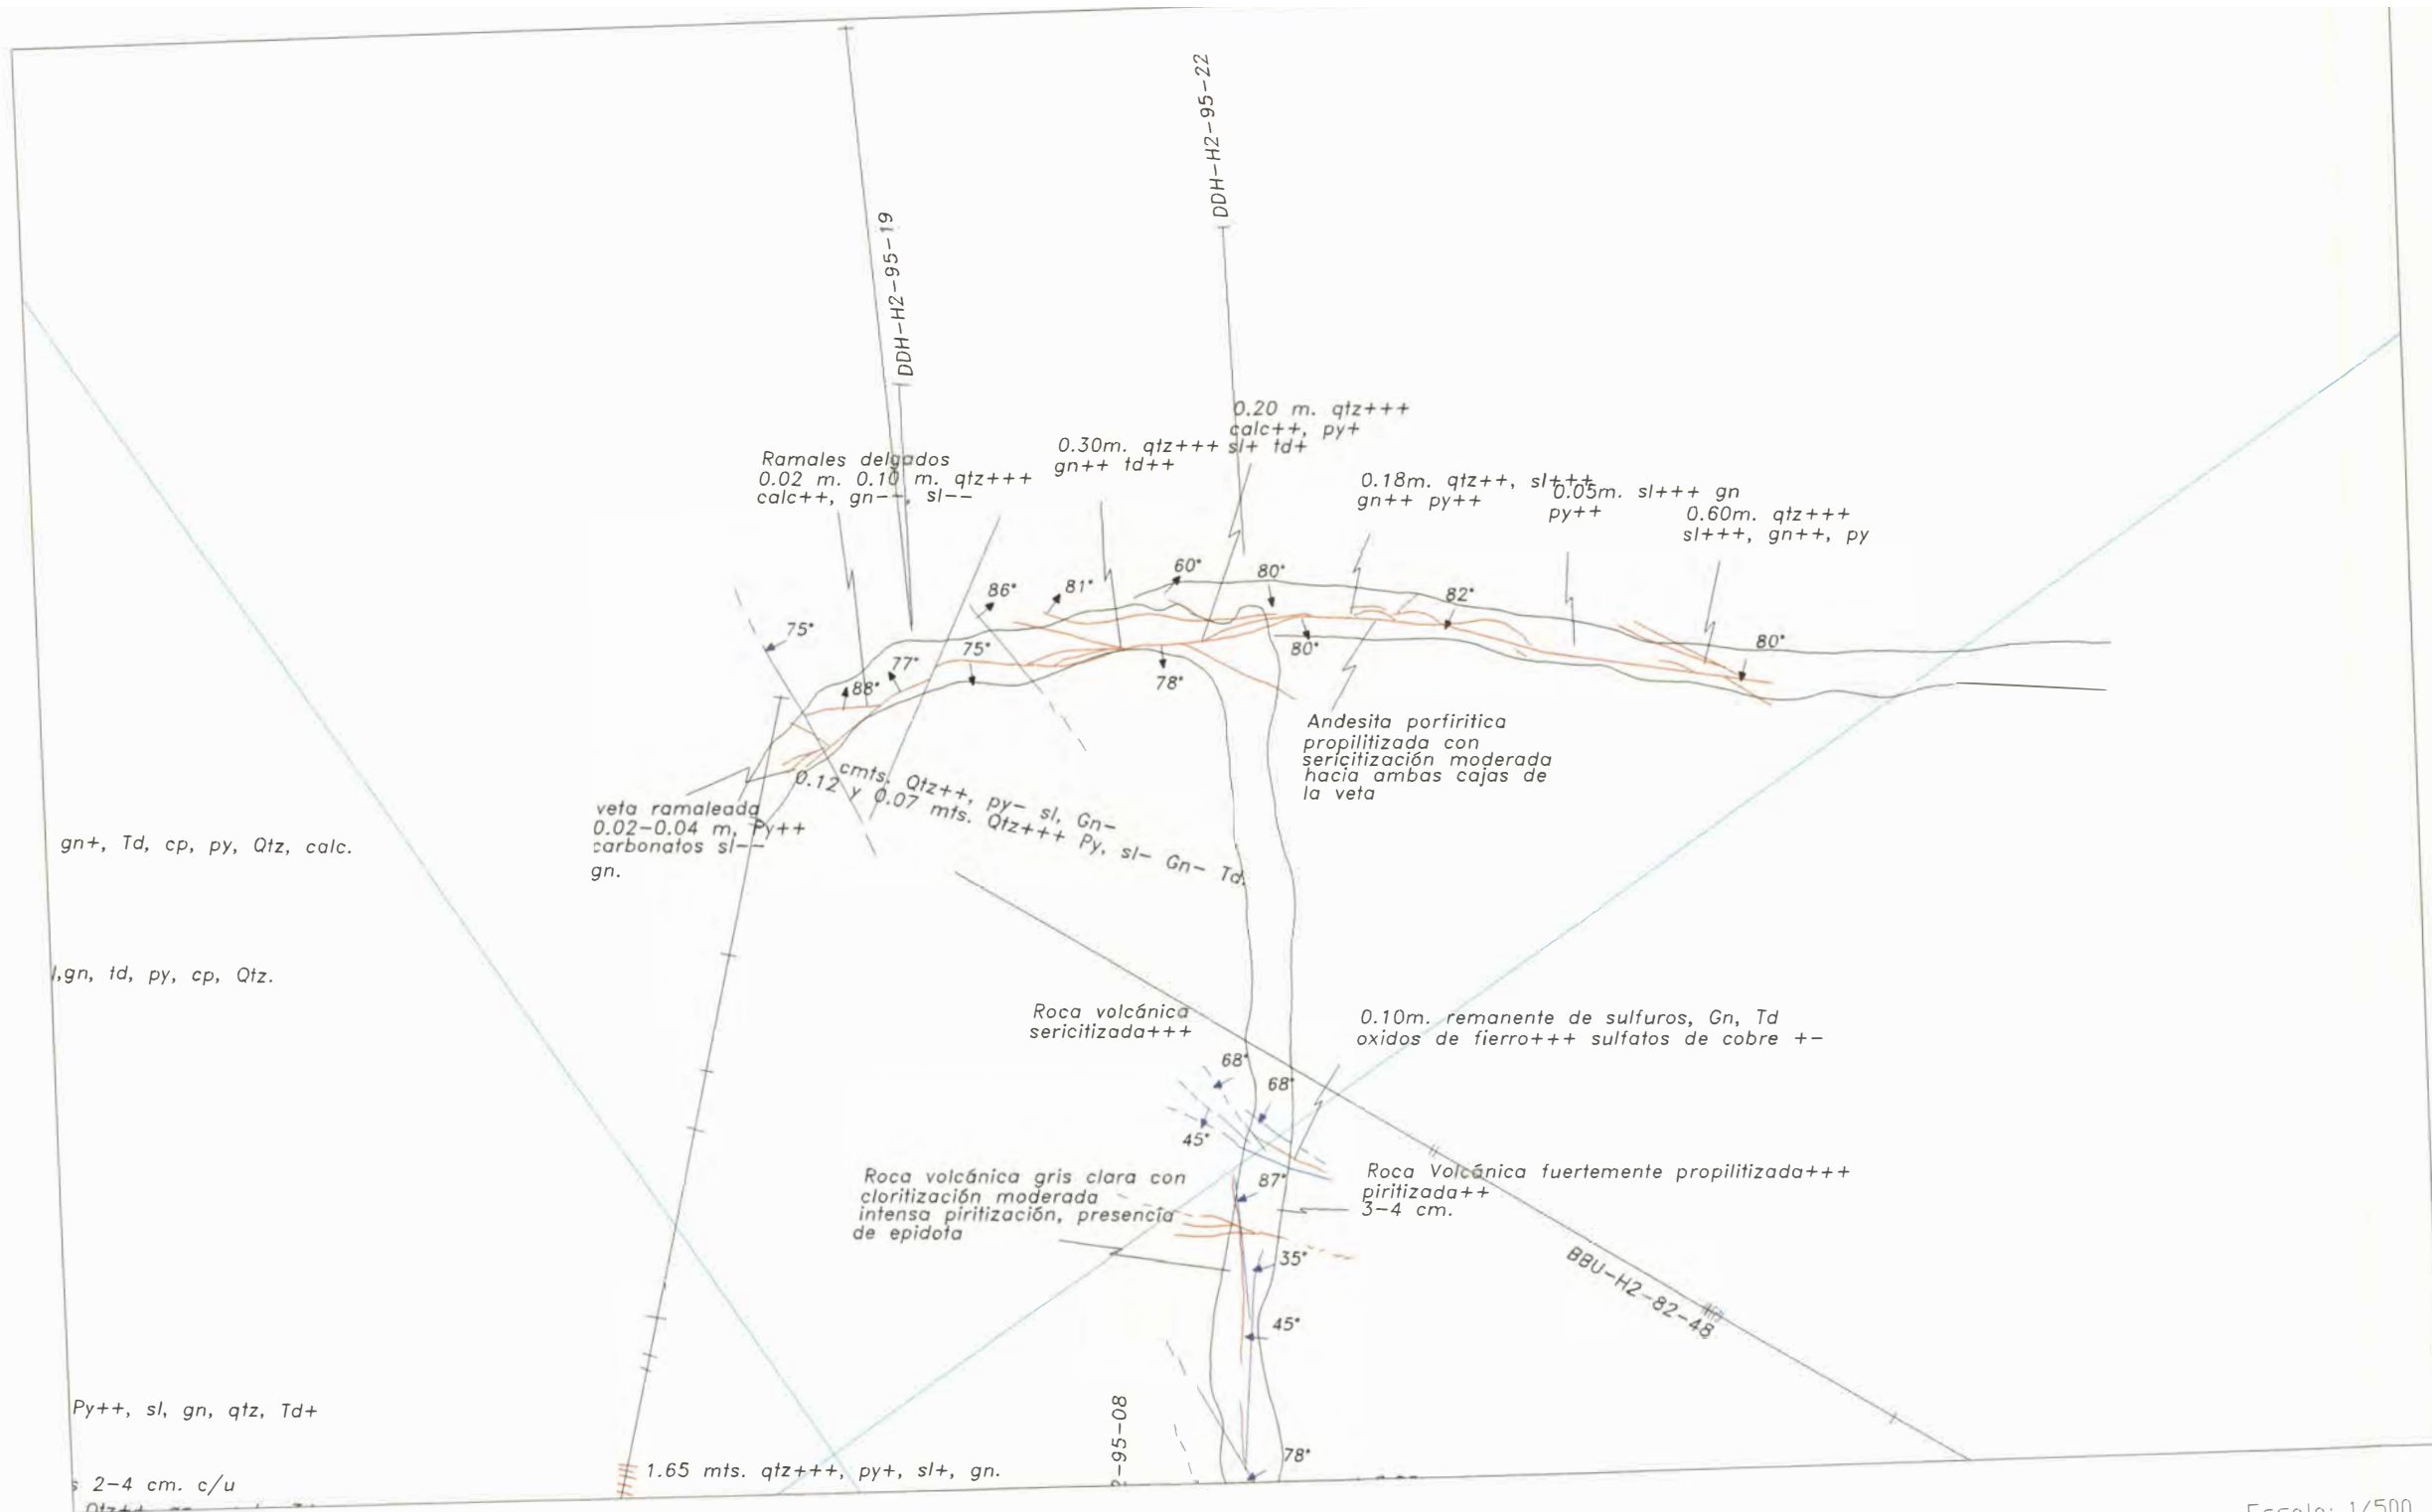 DDH-H2-95-19
DDH-H2-95-22
0.20 m. qtz+++
calc++, py+
sl+ td+
Ramales delgados
0.02 m. 0.10 m. qtz+++
calc++, gn--, sl--
0.30m. qtz+++
gn++ td++
0.18m. qtz++, sl+++
gn++ py++
0.05m. sl+++ gn
py++
0.60m. qtz+++
sl+++, gn++, py
75°
88°
77°
75°
86°
81°
60°
80°
78°
80°
82°
80°
Andesita porfiritica
propilitizada con
sericitización moderada
hacia ambas cajas de
la veta
cmts. Qtz++, py- sl, Gn-
0.12 y 0.07 mts. Qtz+++ Py, sl- Gn- Td.
veta ramaleada
0.02-0.04 m, Py++
carbonatos sl--
gn.
gn+, Td, cp, py, Qtz, calc.
l,gn, td, py, cp, Qtz.
Roca volcánica
sericitizada+++
0.10m. remanente de sulfuros, Gn, Td
oxidos de fierro+++ sulfatos de cobre +-
68°
68°
45°
87°
Roca volcánica gris clara con
cloritización moderada
intensa piritización, presencia
de epidota
Roca Volcánica fuertemente propilitizada+++
piritizada++
3-4 cm.
35°
45°
BBU-H2-82-48
78°
2-95-08
Py++, sl, gn, qtz, Td+
1.65 mts. qtz+++, py+, sl+, gn.
s 2-4 cm. c/u
Escala: 1/500